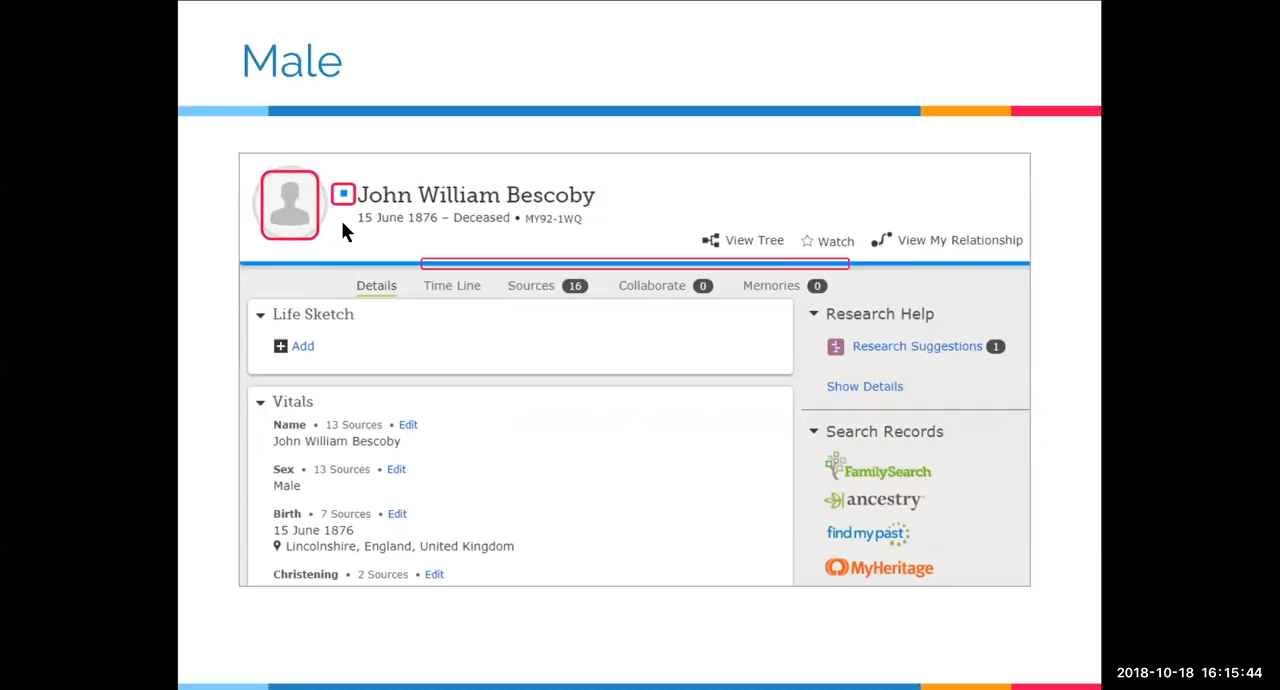 Male
John William Bescoby
15 June 1876 – Deceased • MY92-1WQ
View Tree Watch View My Relationship
Details Time Line Sources 16 Collaborate 0 Memories 0
Life Sketch
Add
Vitals
Name • 13 Sources • Edit
John William Bescoby
Sex • 13 Sources • Edit
Male
Birth • 7 Sources • Edit
15 June 1876
Lincolnshire, England, United Kingdom
Christening • 2 Sources • Edit
Research Help
Research Suggestions 1
Show Details
Search Records
FamilySearch
ancestry
findmypast
MyHeritage
2018-10-18 16:15:44